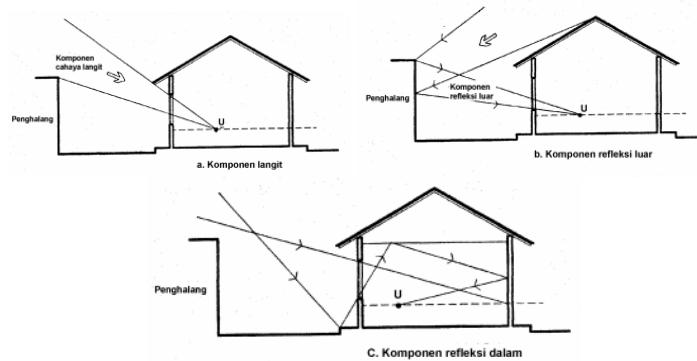 Komponen
cahaya langit
Penghalang
U
a. Komponen langit
Komponen
refleksi luar
Penghalang
U
b. Komponen refleksi luar
Penghalang
U
C. Komponen refleksi dalam